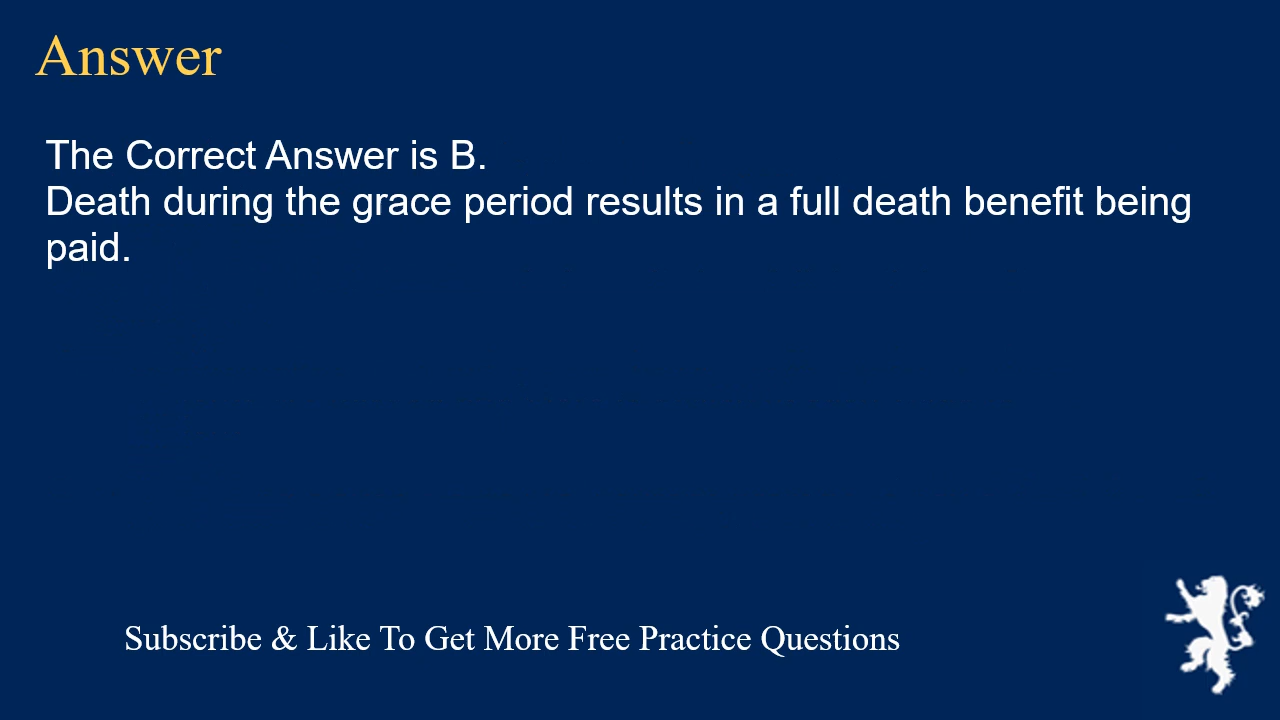 Answer
The Correct Answer is B.
Death during the grace period results in a full death benefit being
paid.
Subscribe & Like To Get More Free Practice Questions